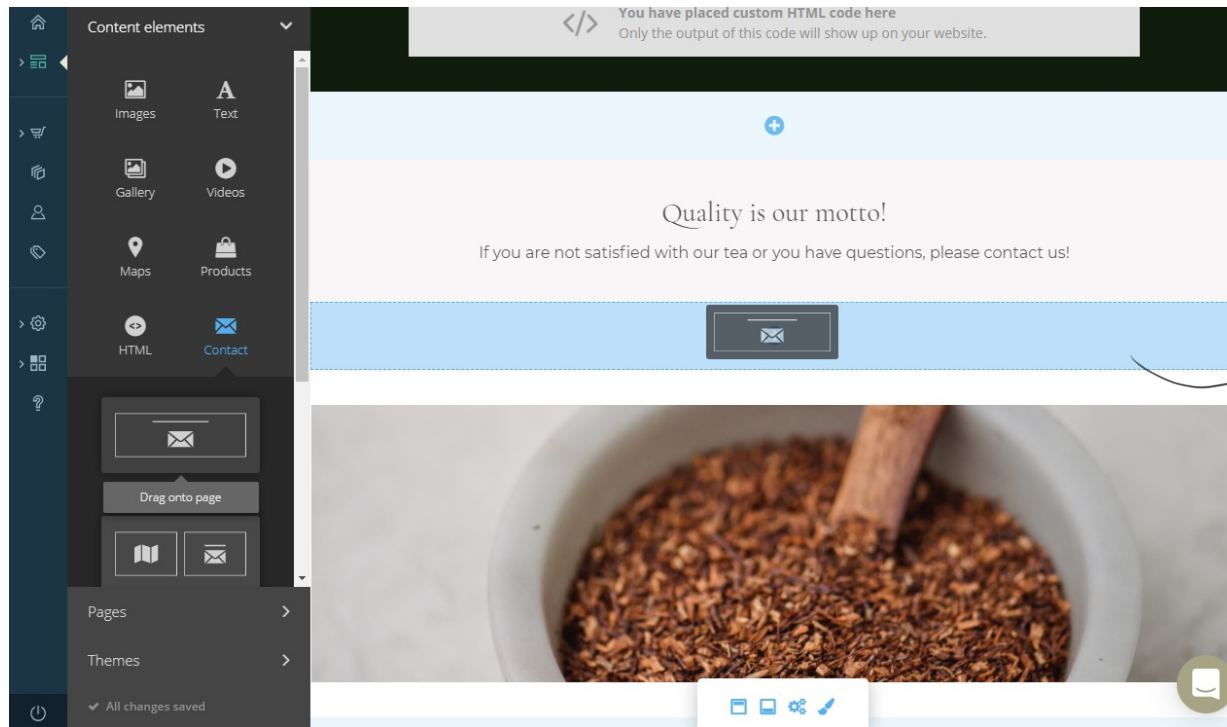 Content elements
Images
Text
Gallery
Videos
Maps
Products
HTML
Contact
Drag onto page
Pages
Themes
All changes saved
You have placed custom HTML code here
Only the output of this code will show up on your website.
Quality is our motto!
If you are not satisfied with our tea or you have questions, please contact us!